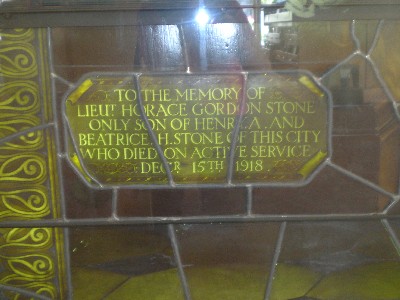 TO THE MEMORY OF
LIEUT HORACE GORDON STONE
ONLY SON OF HENRY A. AND
BEATRICE H. STONE OF THIS CITY
WHO DIED ON ACTIVE SERVICE
DECR 15TH 1918